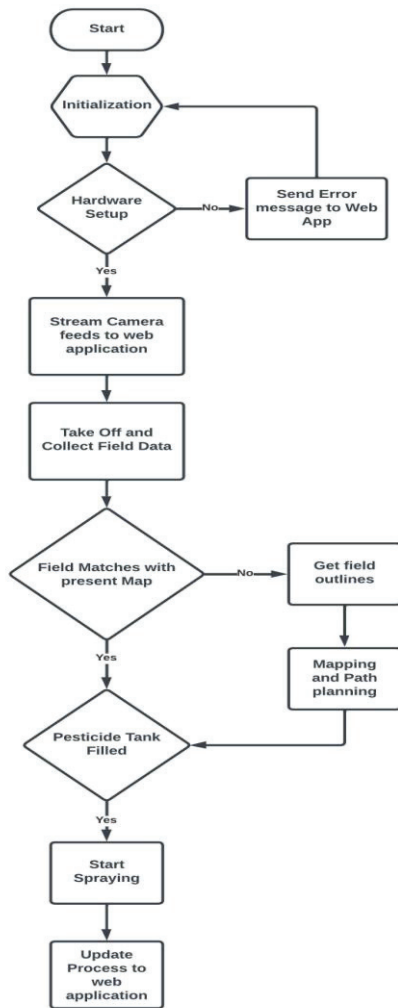 Start
Initialization
Hardware
Setup
No
Send Error
message to Web
App
Yes
Stream Camera
feeds to web
application
Take Off and
Collect Field Data
Field Matches with
present Map
No
Get field
outlines
Yes
Mapping
and Path
planning
Pesticide Tank
Filled
Yes
Start
Spraying
Update
Process to
web
application